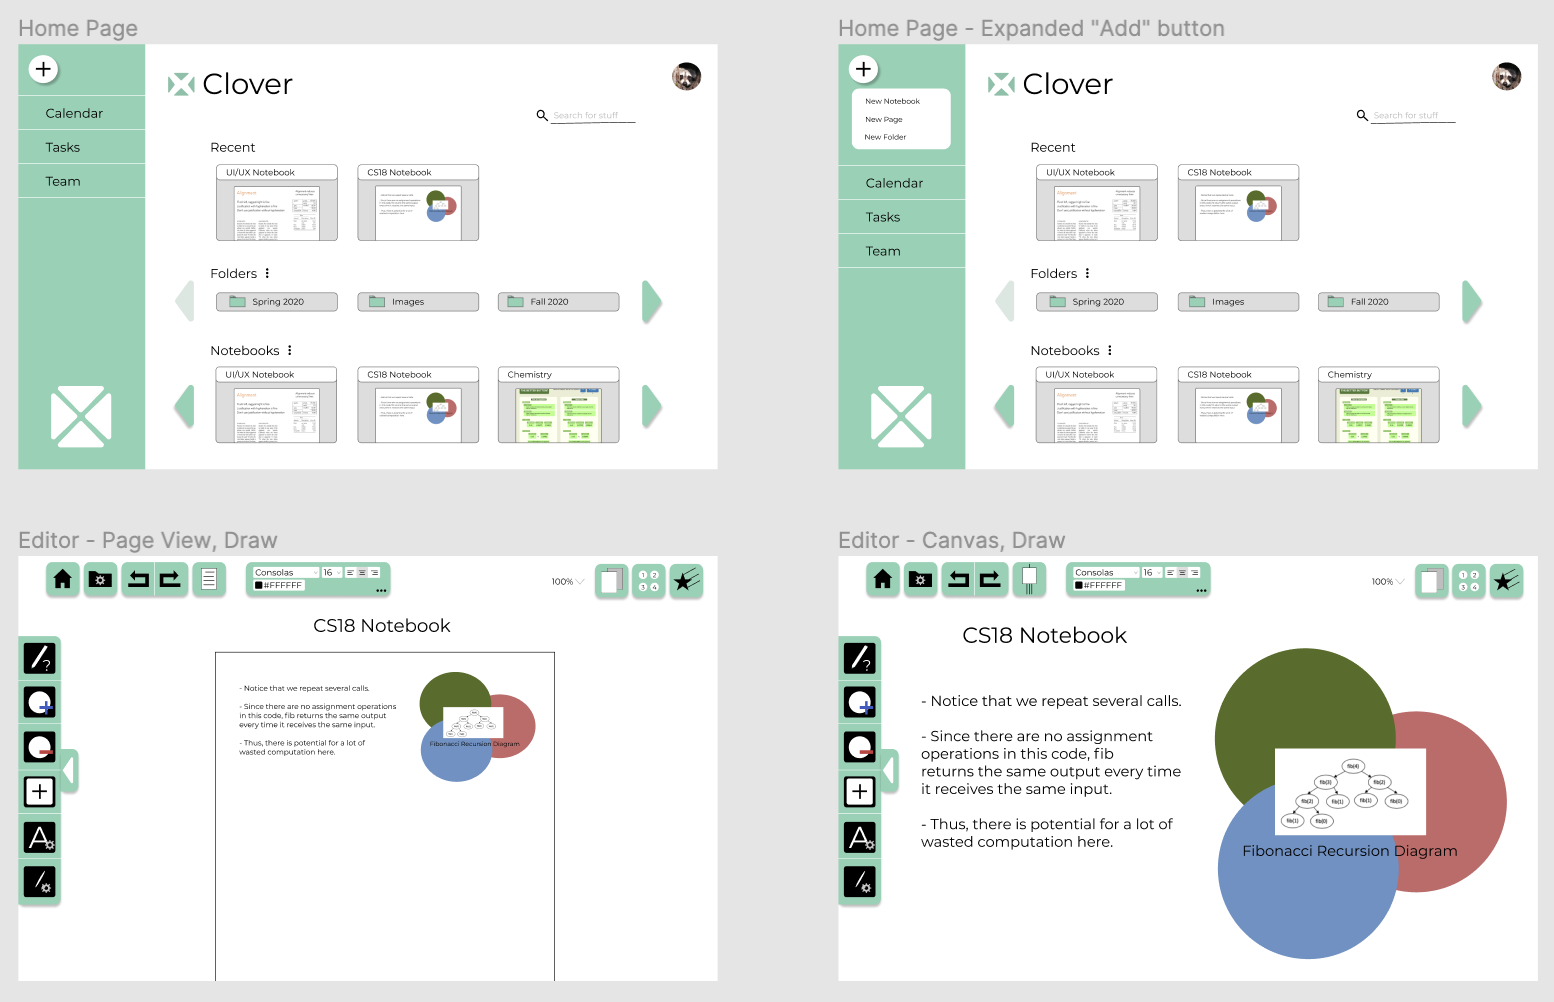 Home Page
Clover
Calendar
Tasks
Team
Search for stuff
Recent
UI/UX Notebook
CS18 Notebook
Alignment
Folders
Spring 2020
Images
Fall 2020
Notebooks
UI/UX Notebook
CS18 Notebook
Chemistry
Alignment
Home Page - Expanded "Add" button
Clover
New Notebook
New Page
New Folder
Calendar
Tasks
Team
Search for stuff
Recent
UI/UX Notebook
CS18 Notebook
Alignment
Folders
Spring 2020
Images
Fall 2020
Notebooks
UI/UX Notebook
CS18 Notebook
Chemistry
Alignment
Editor - Page View, Draw
Consolas
16
#FFFFFF
100%
1 2
3 4
CS18 Notebook
?
A
- Notice that we repeat several calls.
- Since there are no assignment operations
in this code, fib returns the same output
every time it receives the same input.
- Thus, there is potential for a lot of
wasted computation here.
Fibonacci Recursion Diagram
Editor - Canvas, Draw
Consolas
16
#FFFFFF
100%
1 2
3 4
CS18 Notebook
?
A
- Notice that we repeat several calls.
- Since there are no assignment
operations in this code, fib
returns the same output every time
it receives the same input.
- Thus, there is potential for a lot of
wasted computation here.
fib(4)
fib(3)
fib(2)
fib(2)
fib(1)
fib(1)
fib(0)
fib(1)
fib(0)
Fibonacci Recursion Diagram